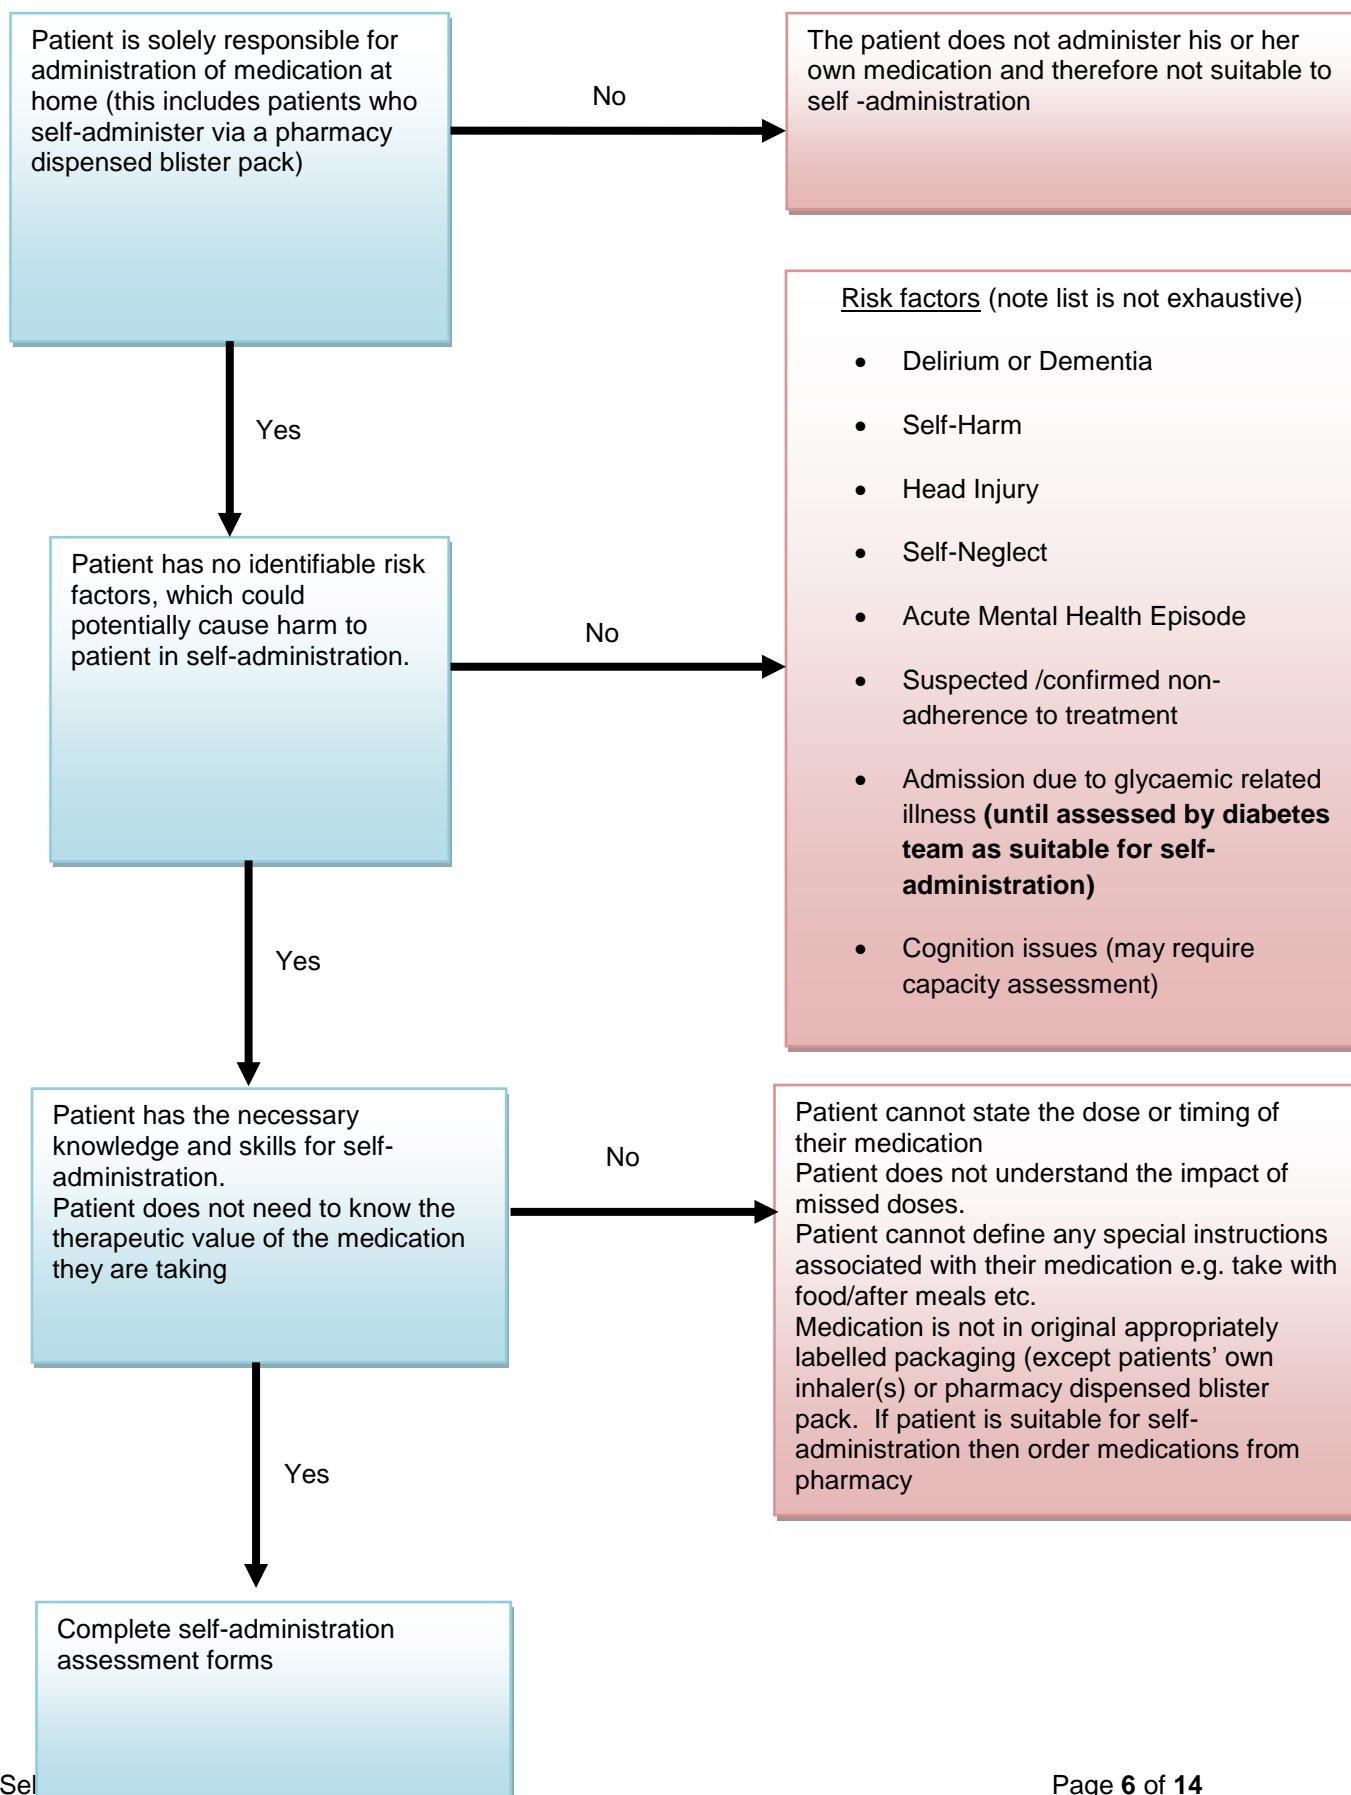 Patient is solely responsible for
administration of medication at
home (this includes patients who
self-administer via a pharmacy
dispensed blister pack)
No
The patient does not administer his or her
own medication and therefore not suitable to
self -administration
Yes
Patient has no identifiable risk
factors, which could
potentially cause harm to
patient in self-administration.
No
Risk factors (note list is not exhaustive)
• Delirium or Dementia
• Self-Harm
• Head Injury
• Self-Neglect
• Acute Mental Health Episode
• Suspected /confirmed non-
adherence to treatment
• Admission due to glycaemic related
illness (until assessed by diabetes
team as suitable for self-
administration)
• Cognition issues (may require
capacity assessment)
Yes
Patient has the necessary
knowledge and skills for self-
administration.
Patient does not need to know the
therapeutic value of the medication
they are taking
No
Patient cannot state the dose or timing of
their medication
Patient does not understand the impact of
missed doses.
Patient cannot define any special instructions
associated with their medication e.g. take with
food/after meals etc.
Medication is not in original appropriately
labelled packaging (except patients’ own
inhaler(s) or pharmacy dispensed blister
pack.  If patient is suitable for self-
administration then order medications from
pharmacy
Yes
Complete self-administration
assessment forms
Page 6 of 14